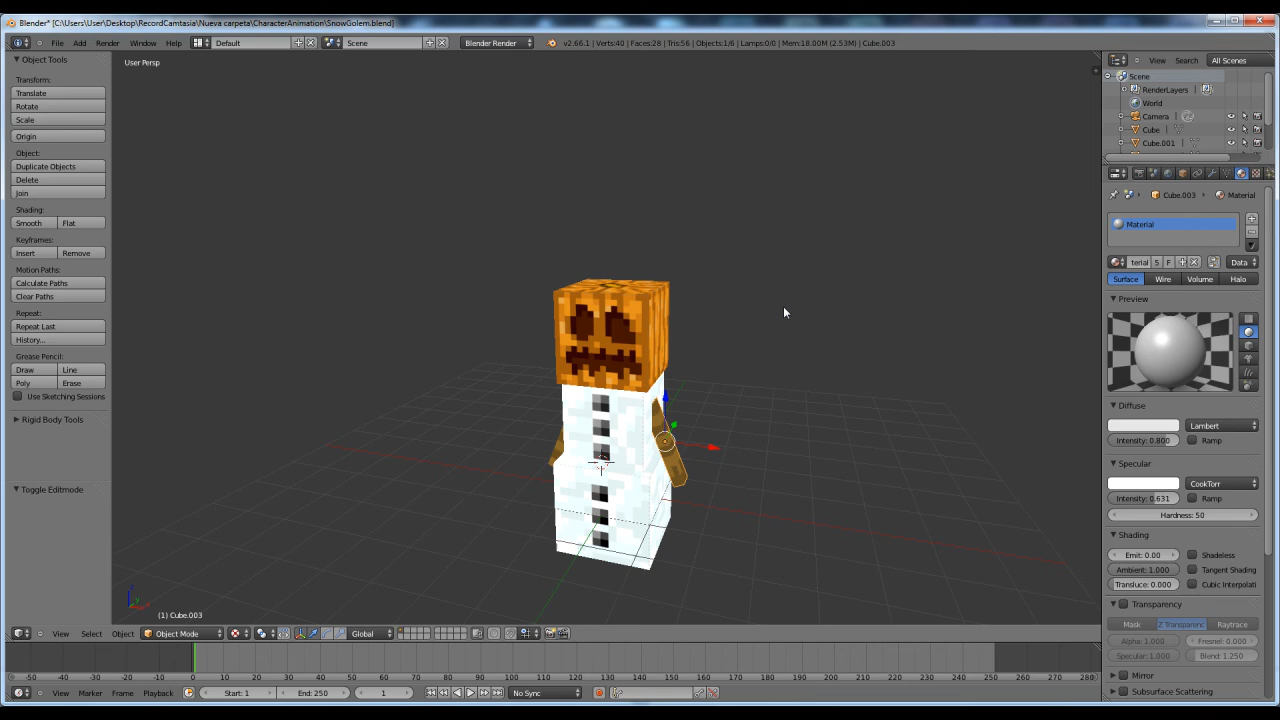 Blender* [C:\Users\User\Desktop\RecordCamtasia\Nueva carpeta\CharacterAnimation\SnowGolem.blend]
File Add Render Window Help Default Scene Blender Render v2.66.1 | Verts:40 | Faces:28 | Tris:56 | Objects:1/6 | Lamps:0/0 | Mem:18.00M (2.53M) | Cube.003
Object Tools
Transform:
Translate
Rotate
Scale
Origin
Object:
Duplicate Objects
Delete
Join
Shading:
Smooth Flat
Keyframes:
Insert Remove
Motion Paths:
Calculate Paths
Clear Paths
Repeat:
Repeat Last
History...
Grease Pencil:
Draw Line
Poly Erase
Use Sketching Sessions
Rigid Body Tools
Toggle Editmode
User Persp
(1) Cube.003
View Select Object Object Mode Global
-50 -40 -30 -20 -10 0 10 20 30 40 50 60 70 80 90 100 110 120 130 140 150 160 170 180 190 200 210 220 230 240 250 260 270 280
View Marker Frame Playback Start: 1 End: 250 1 No Sync
View Search All Scenes
Scene
RenderLayers
World
Camera
Cube
Cube.001
Cube.003 Material
Material
terial 5 F Data
Surface Wire Volume Halo
Preview
Diffuse
Lambert
Intensity: 0.800 Ramp
Specular
CookTorr
Intensity: 0.631 Ramp
Hardness: 50
Shading
Emit: 0.00 Shadeless
Ambient: 1.000 Tangent Shading
Transluce: 0.000 Cubic Interpolati
Transparency
Mask Z Transparenc Raytrace
Alpha: 1.000 Fresnel: 0.000
Specular: 1.000 Blend: 1.250
Mirror
Subsurface Scattering